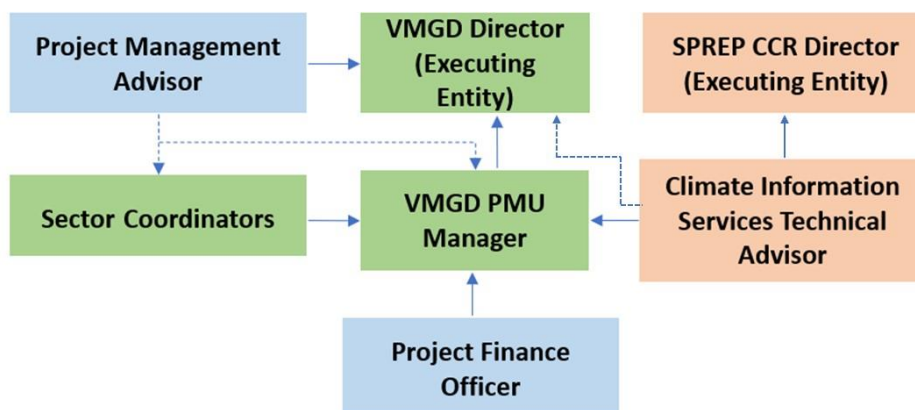 Project Management
Advisor
VMGD Director
(Executing
Entity)
SPREP CCR Director
(Executing Entity)
Sector Coordinators
VMGD PMU
Manager
Climate Information
Services Technical
Advisor
Project Finance
Officer